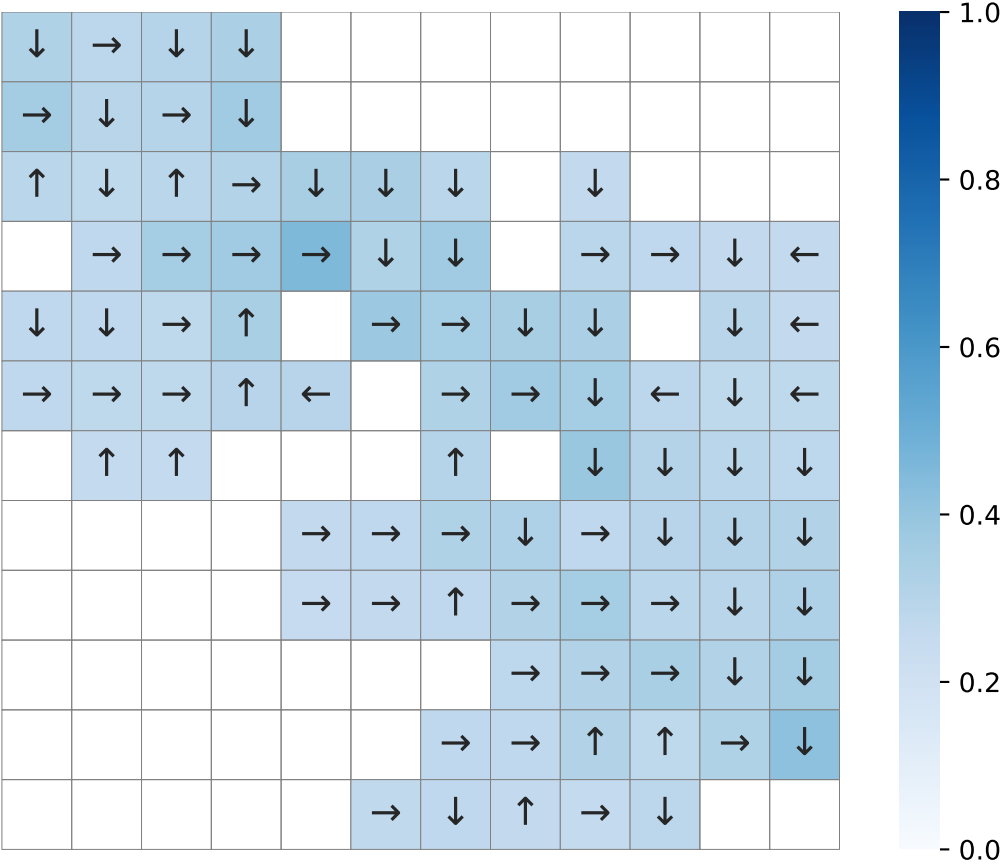 ↓ → ↓ ↓
→ ↓ → ↓
↑ ↓ ↑ → ↓ ↓ ↓ ↓
→ → → → ↓ ↓ → → ↓ ←
↓ ↓ → ↑ → → ↓ ↓ ↓ ←
→ → → ↑ ← → → ↓ ← ↓ ←
↑ ↑ ↑ ↓ ↓ ↓ ↓
→ → → ↓ → ↓ ↓ ↓
→ → ↑ → → → ↓ ↓
→ → → ↓ ↓
→ → ↑ ↑ → ↓
→ ↓ ↑ → ↓
1.0
0.8
0.6
0.4
0.2
0.0